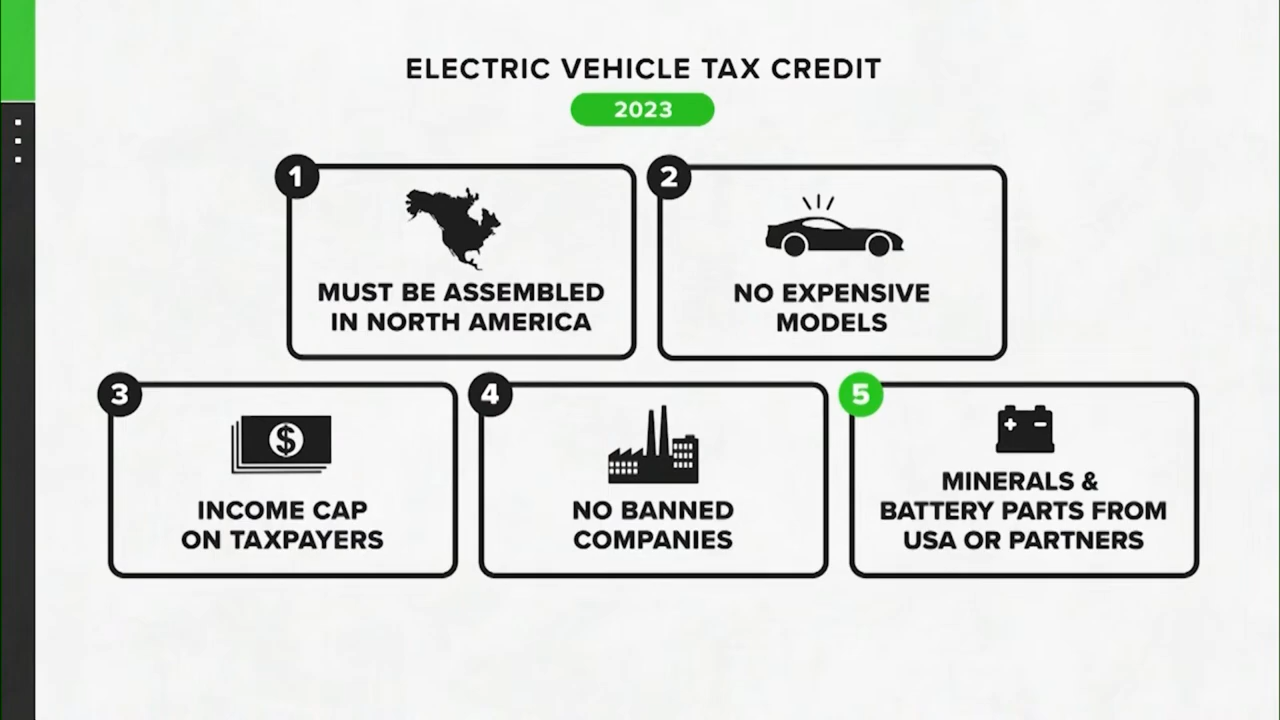 ELECTRIC VEHICLE TAX CREDIT
2023
1
MUST BE ASSEMBLED
IN NORTH AMERICA
2
NO EXPENSIVE
MODELS
3
$
INCOME CAP
ON TAXPAYERS
4
NO BANNED
COMPANIES
5
+ -
MINERALS &
BATTERY PARTS FROM
USA OR PARTNERS